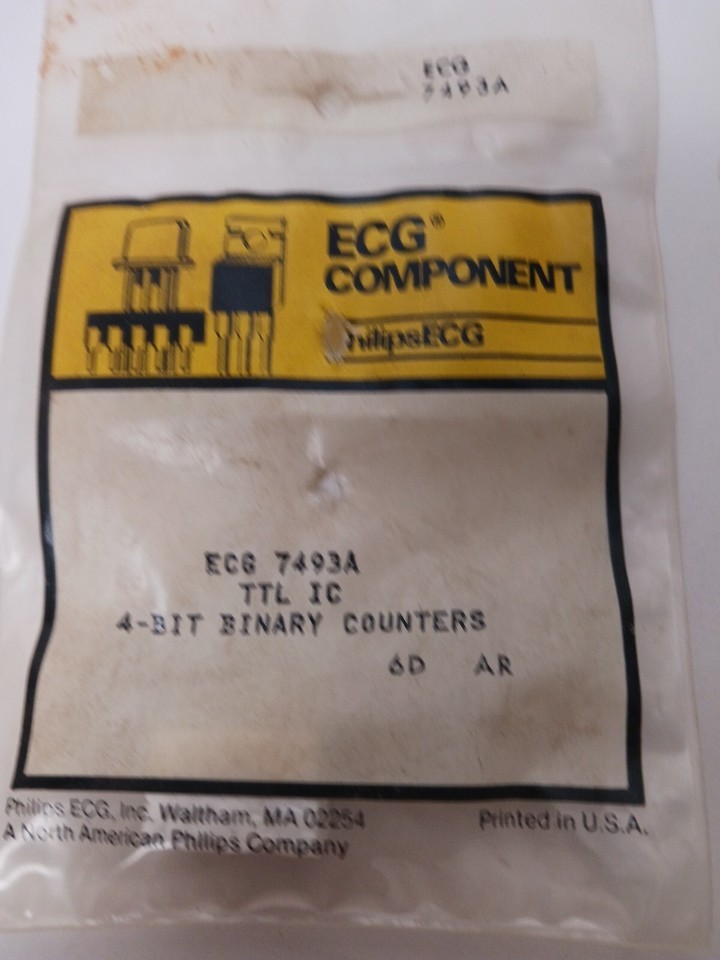 ECG
7493A
ECG®
COMPONENT
PhilipsECG
ECG 7493A
TTL IC
4-BIT BINARY COUNTERS
6D AR
Philips ECG, Inc. Waltham, MA 02254
A North American Philips Company
Printed in U.S.A.